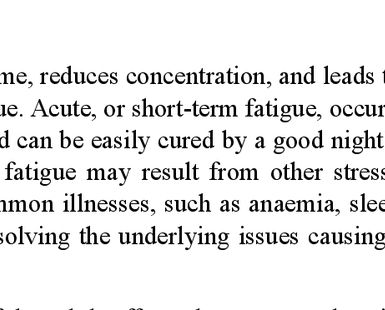 me, reduces concentration, and leads t
ue. Acute, or short-term fatigue, occur
d can be easily cured by a good night
fatigue may result from other stress
mmon illnesses, such as anaemia, slee
solving the underlying issues causing